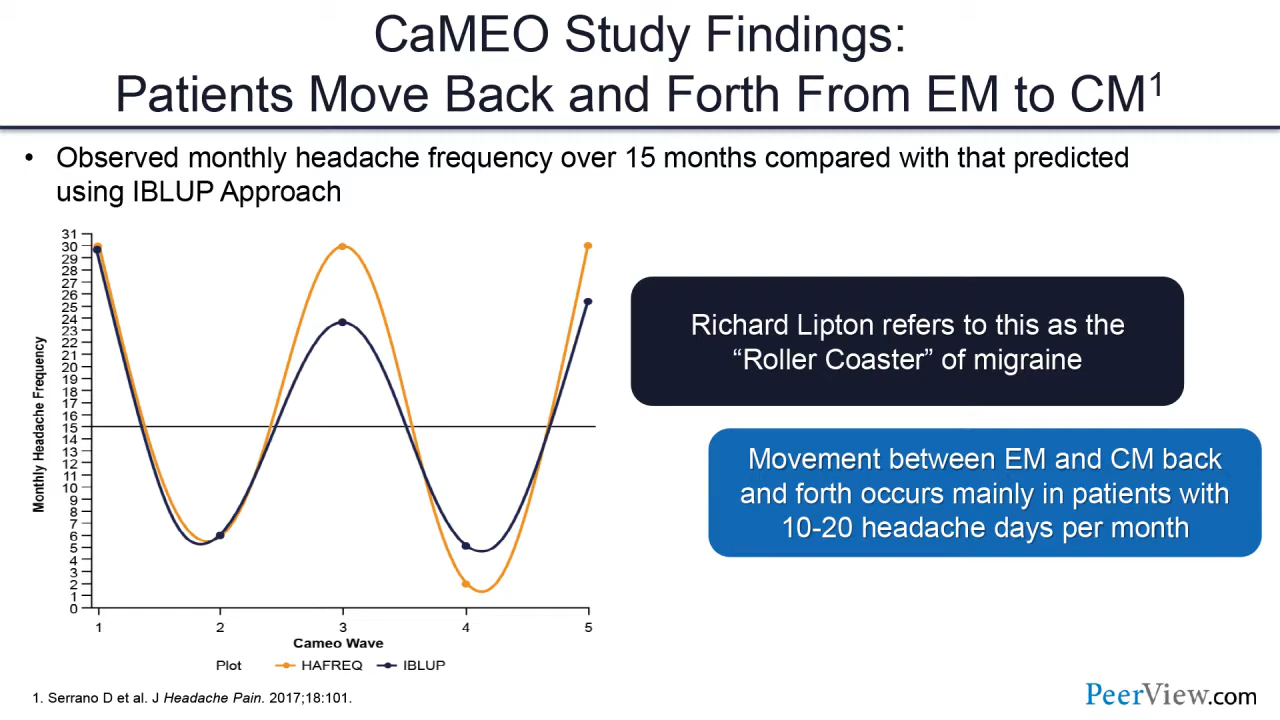 CaMEO Study Findings:
Patients Move Back and Forth From EM to CM1
• Observed monthly headache frequency over 15 months compared with that predicted
using IBLUP Approach
Monthly Headache Frequency
31
30
29
28
27
26
25
24
23
22
21
20
19
18
17
16
15
14
13
12
11
10
9
8
7
6
5
4
3
2
1
0
1 2 3 4 5
Cameo Wave
Plot HAFREQ IBLUP
Richard Lipton refers to this as the
“Roller Coaster” of migraine
Movement between EM and CM back
and forth occurs mainly in patients with
10-20 headache days per month
1. Serrano D et al. J Headache Pain. 2017;18:101.
PeerView.com